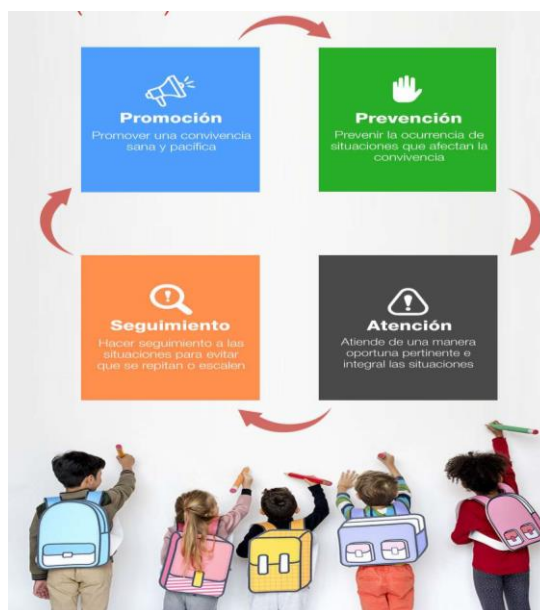 Promoción
Promover una convivencia
sana y pacífica
Prevención
Prevenir la ocurrencia de
situaciones que afectan la
convivencia
Seguimiento
Hacer seguimiento a las
situaciones para evitar
que se repitan o escalen
Atención
Atiende de una manera
oportuna pertinente e
integral las situaciones